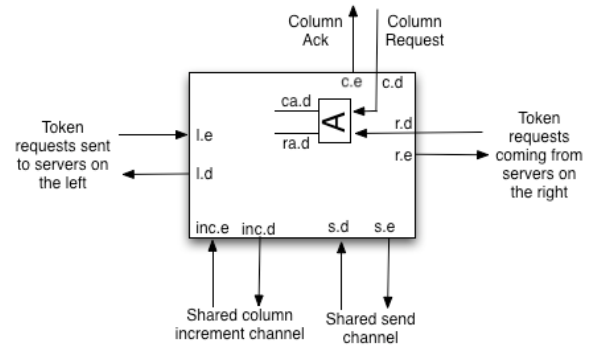 Column
Ack
Column
Request
c.e
c.d
ca.d
A
ra.d
r.d
r.e
Token
requests sent
to servers on
the left
l.e
l.d
Token
requests
coming from
servers on
the right
inc.e
inc.d
s.d
s.e
Shared column
increment channel
Shared send
channel